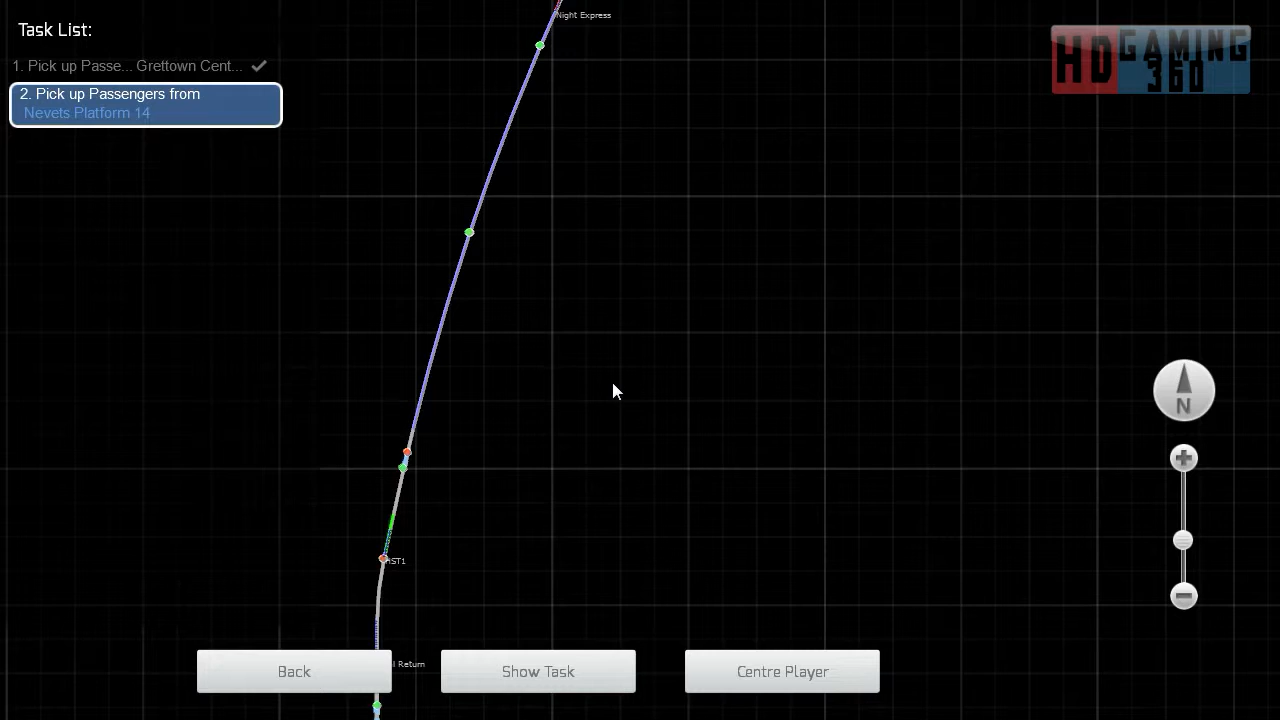 Task List:
1. Pick up Passe... Grettown Cent...
2. Pick up Passengers from
Nevets Platform 14
Night Express
HD GAMING
360
N
l Return
Back
Show Task
Centre Player